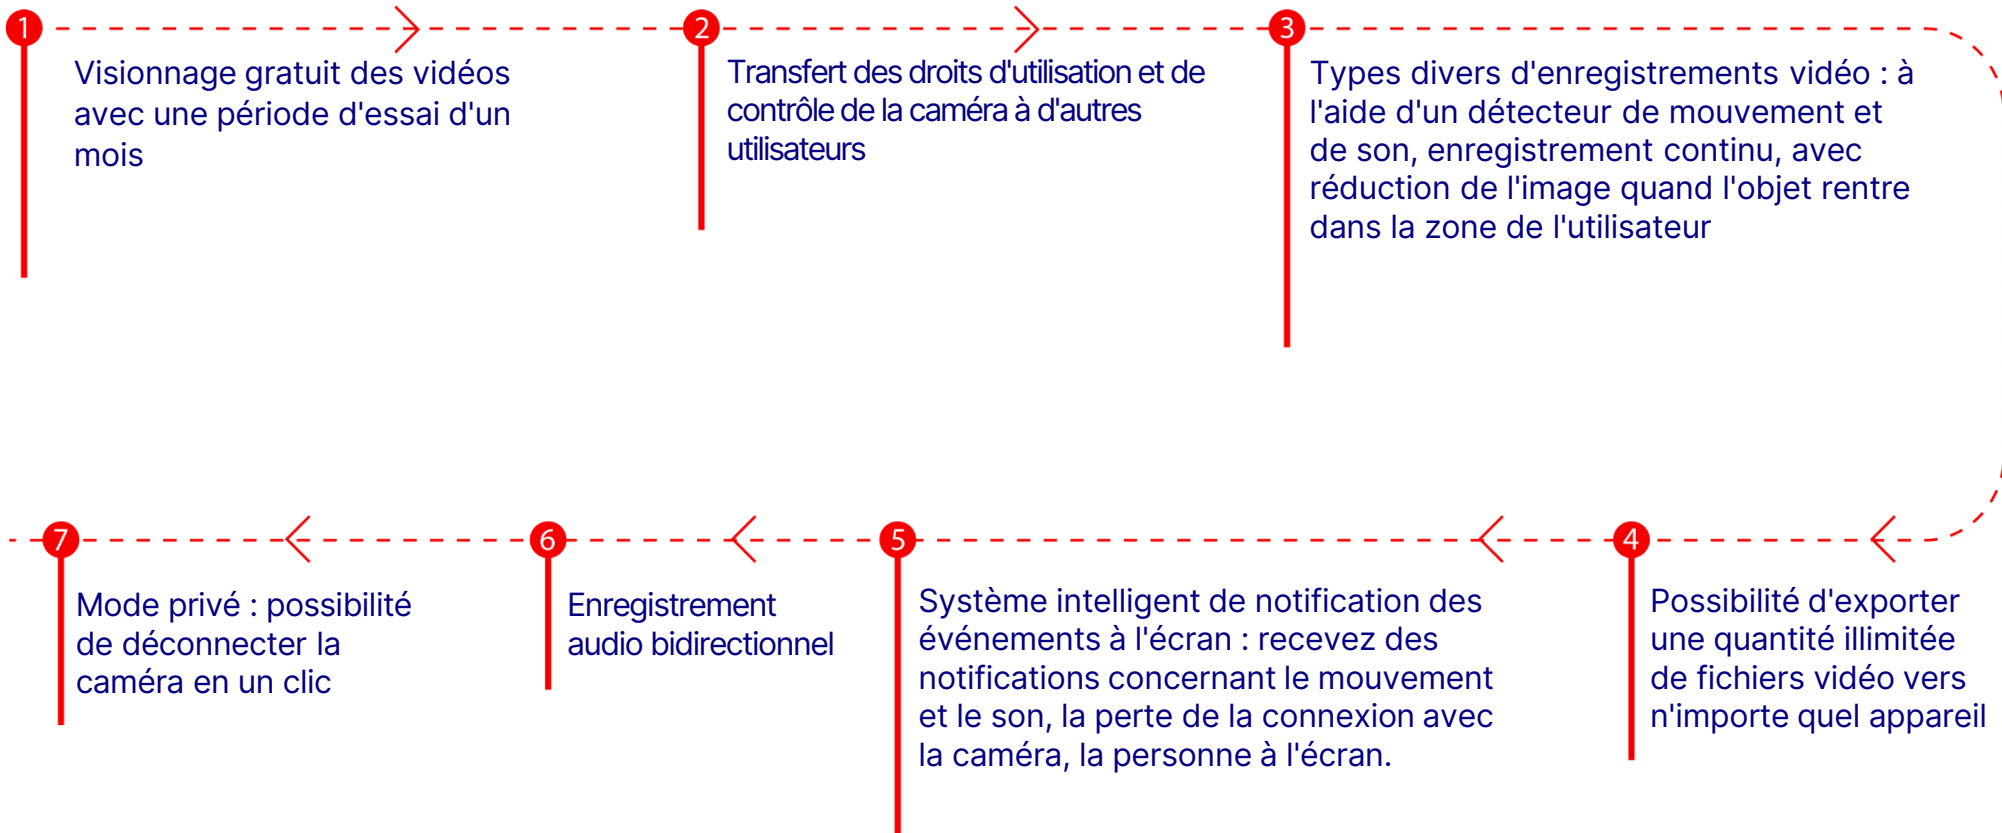 1
Visionnage gratuit des vidéos
avec une période d'essai d'un
mois
2
Transfert des droits d'utilisation et de
contrôle de la caméra à d'autres
utilisateurs
3
Types divers d'enregistrements vidéo : à
l'aide d'un détecteur de mouvement et
de son, enregistrement continu, avec
réduction de l'image quand l'objet rentre
dans la zone de l'utilisateur
4
Possibilité d'exporter
une quantité illimitée
de fichiers vidéo vers
n'importe quel appareil
5
Système intelligent de notification des
événements à l'écran : recevez des
notifications concernant le mouvement
et le son, la perte de la connexion avec
la caméra, la personne à l'écran.
6
Enregistrement
audio bidirectionnel
7
Mode privé : possibilité
de déconnecter la
caméra en un clic